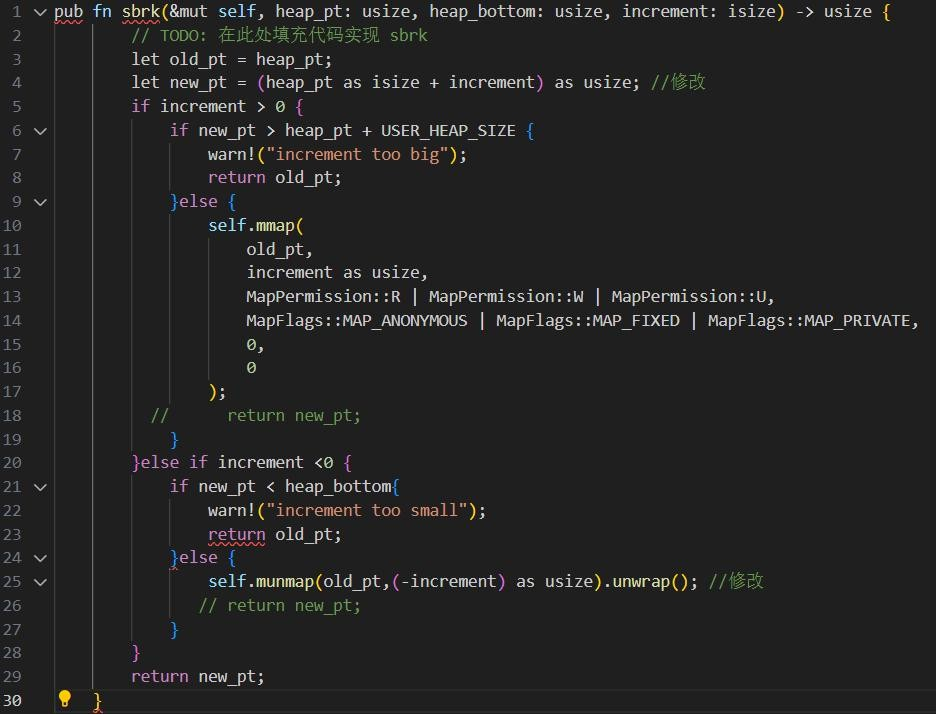 1 pub fn sbrk(&mut self, heap_pt: usize, heap_bottom: usize, increment: isize) -> usize {
2 // TODO: 在此处填充代码实现 sbrk
3 let old_pt = heap_pt;
4 let new_pt = (heap_pt as isize + increment) as usize; //修改
5 if increment > 0 {
6 if new_pt > heap_pt + USER_HEAP_SIZE {
7 warn!("increment too big");
8 return old_pt;
9 }else {
10 self.mmap(
11 old_pt,
12 increment as usize,
13 MapPermission::R | MapPermission::W | MapPermission::U,
14 MapFlags::MAP_ANONYMOUS | MapFlags::MAP_FIXED | MapFlags::MAP_PRIVATE,
15 0,
16 0
17 );
18 // return new_pt;
19 }
20 }else if increment <0 {
21 if new_pt < heap_bottom{
22 warn!("increment too small");
23 return old_pt;
24 }else {
25 self.munmap(old_pt,(-increment) as usize).unwrap(); //修改
26 // return new_pt;
27 }
28 }
29 return new_pt;
30 }